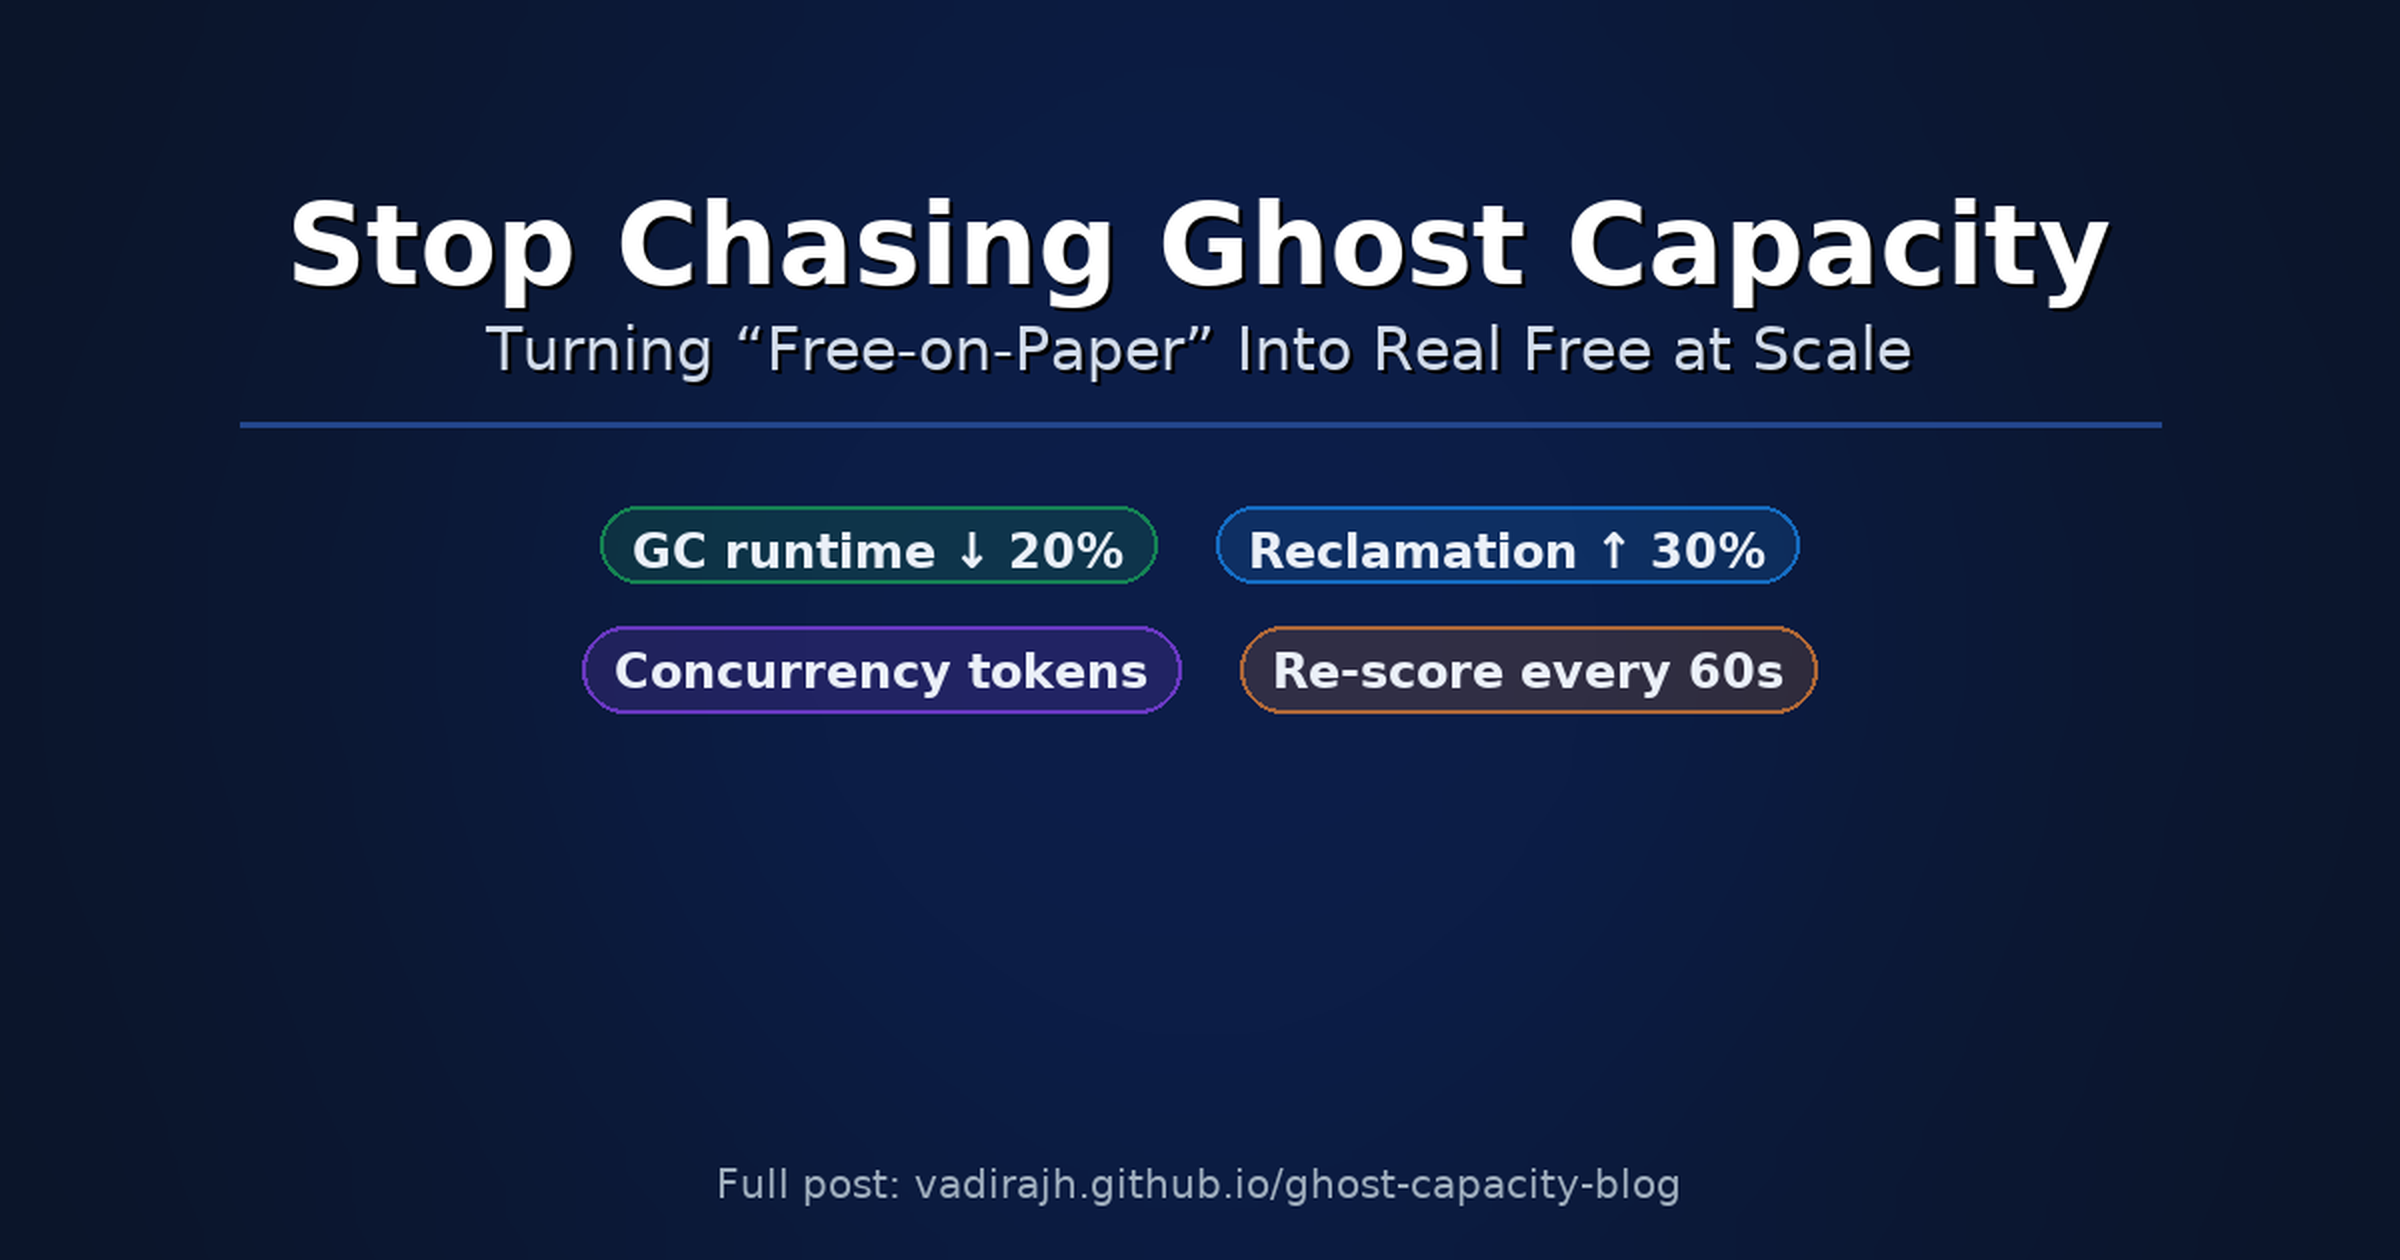 Stop Chasing Ghost Capacity
Turning “Free-on-Paper” Into Real Free at Scale
GC runtime ↓ 20% Reclamation ↑ 30%
Concurrency tokens Re-score every 60s
Full post: vadirajh.github.io/ghost-capacity-blog